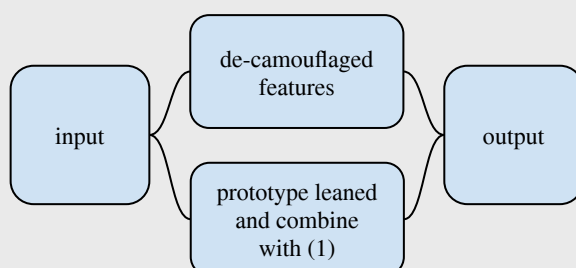 input
de-camouflaged
features
prototype leaned
and combine
with (1)
output